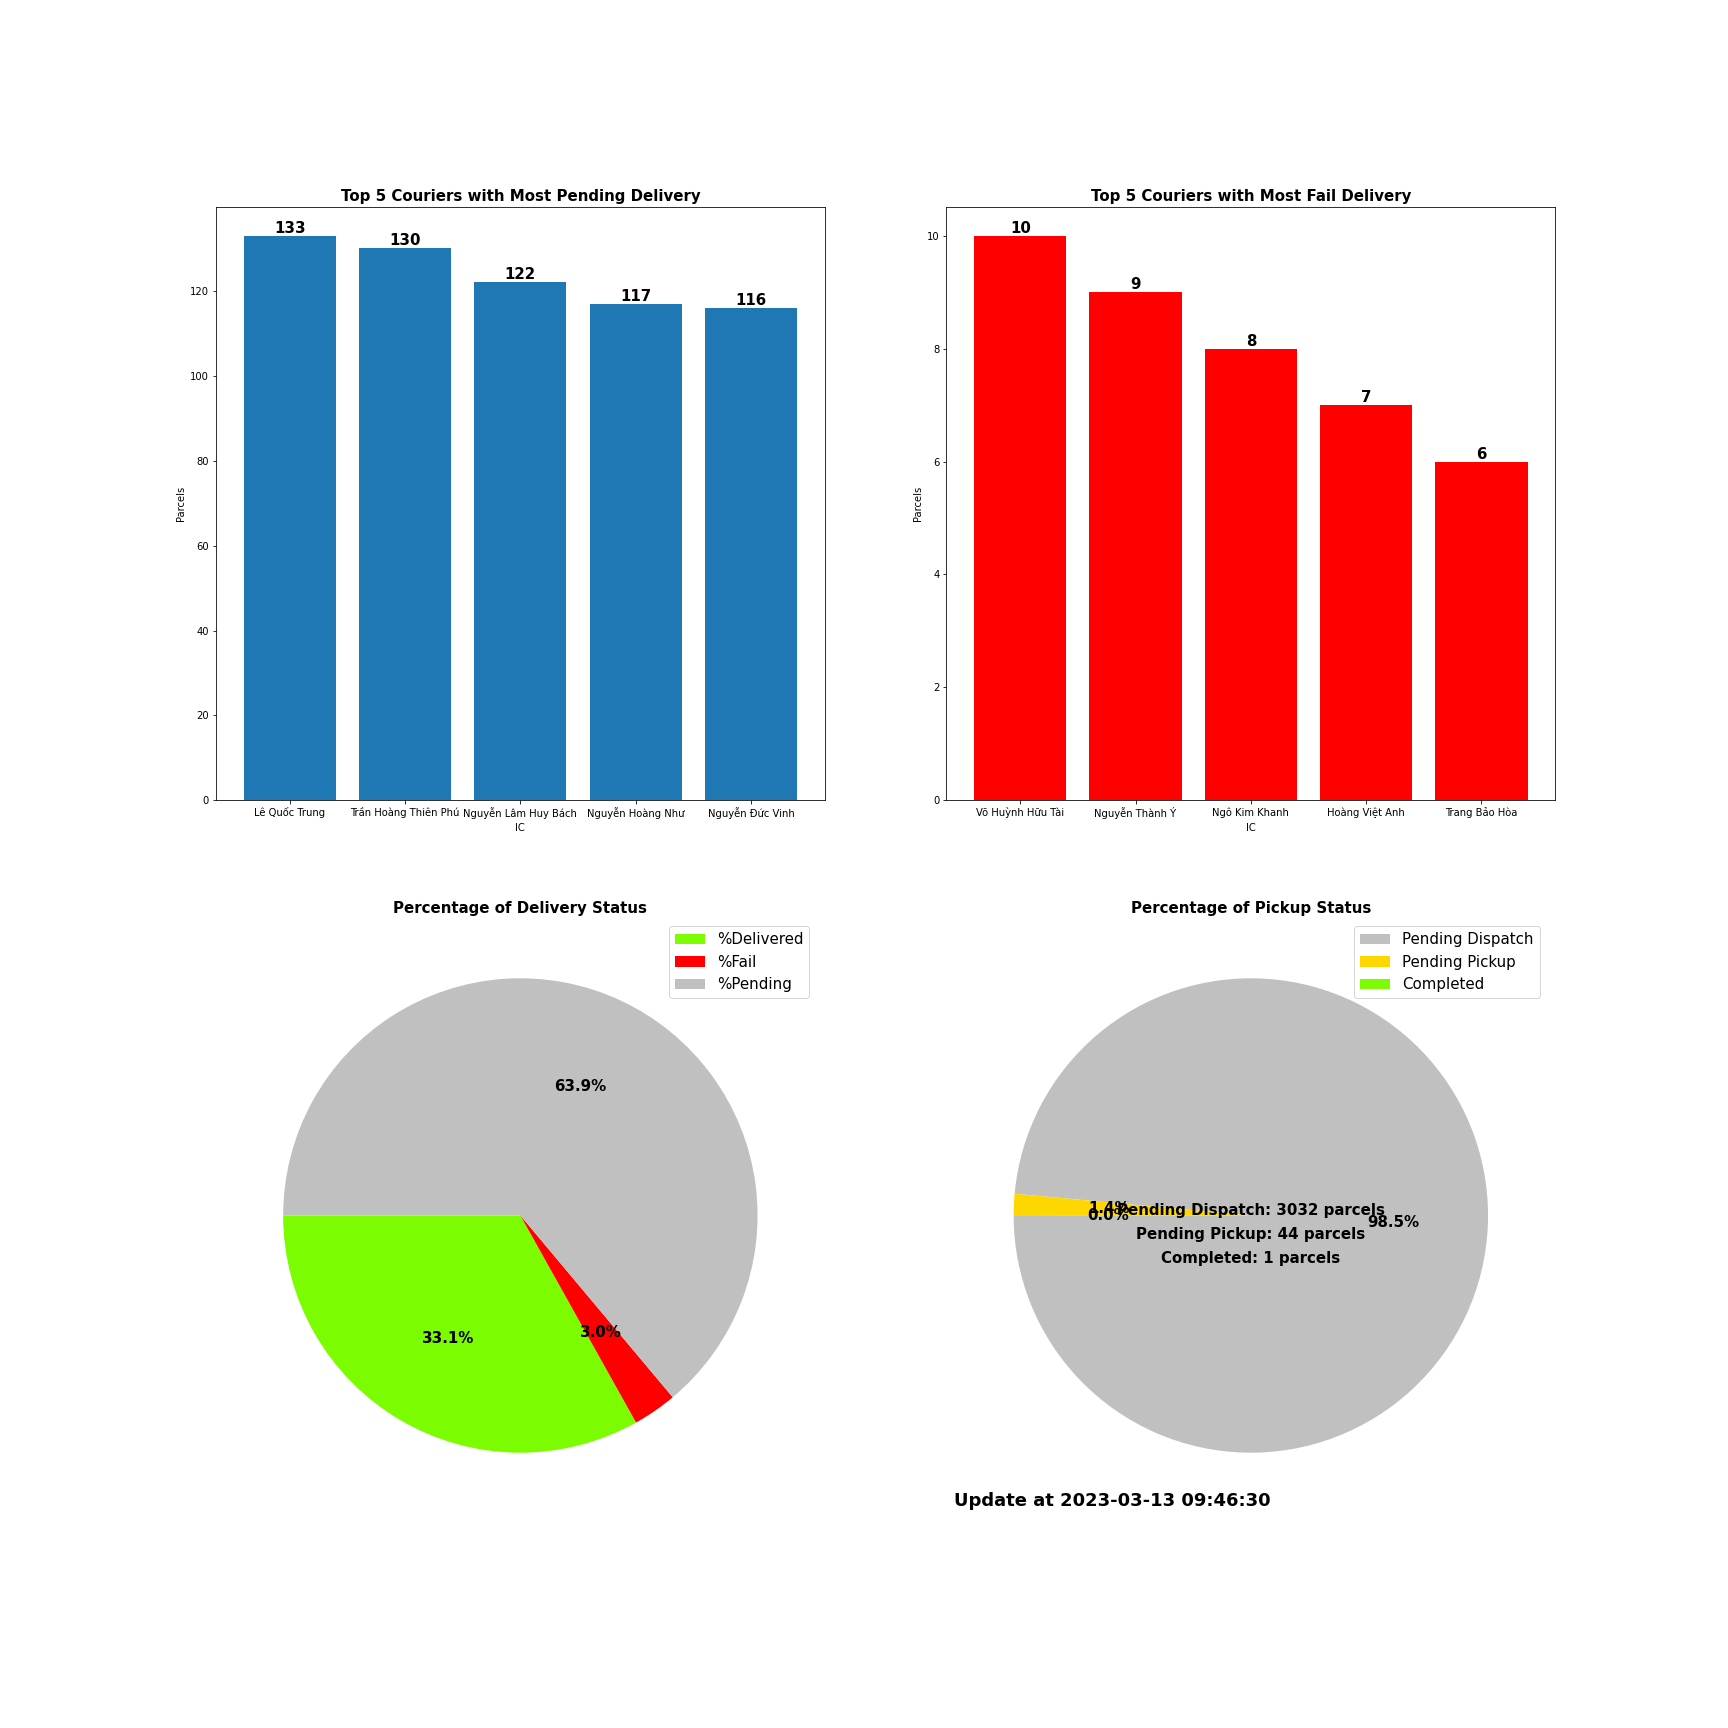 Top 5 Couriers with Most Pending Delivery
133
130
122
117
116
120
100
80
60
40
20
0
Parcels
Lê Quốc Trung
Trần Hoàng Thiên Phú
Nguyễn Lâm Huy Bách
Nguyễn Hoàng Như
Nguyễn Đức Vinh
IC
Top 5 Couriers with Most Fail Delivery
10
9
8
7
6
10
8
6
4
2
0
Parcels
Võ Huỳnh Hữu Tài
Nguyễn Thành Ý
Ngô Kim Khanh
Hoàng Việt Anh
Trang Bảo Hòa
IC
Percentage of Delivery Status
%Delivered
%Fail
%Pending
63.9%
33.1%
3.0%
Percentage of Pickup Status
Pending Dispatch
Pending Pickup
Completed
1.4%
0.0%
98.5%
Pending Dispatch: 3032 parcels
Pending Pickup: 44 parcels
Completed: 1 parcels
Update at 2023-03-13 09:46:30